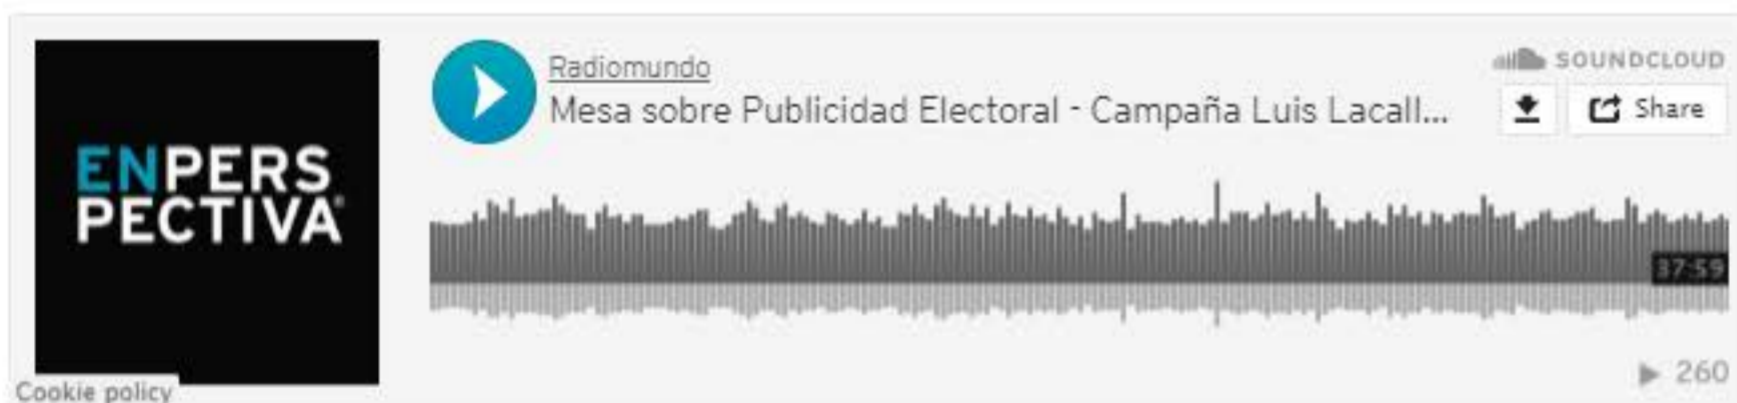 ENPERS
PECTIVA
Radiomundo
Mesa sobre Publicidad Electoral - Campaña Luis Lacall...
SOUNDCLOUD
Share
37:59
260
Cookie policy